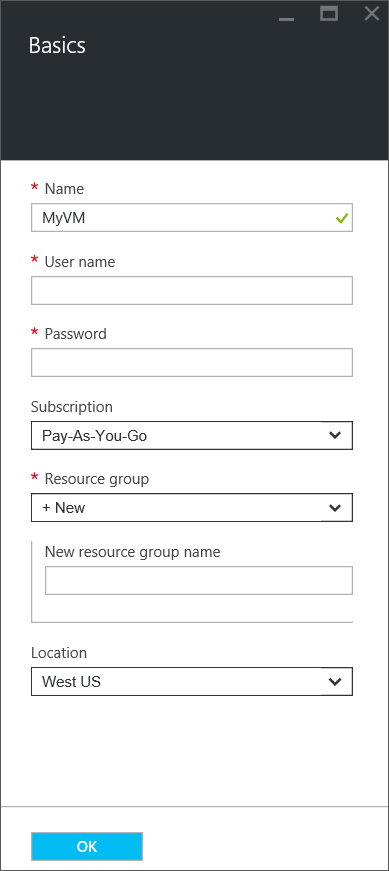 Basics
* Name
MyVM
* User name
* Password
Subscription
Pay-As-You-Go
* Resource group
+ New
New resource group name
Location
West US
OK